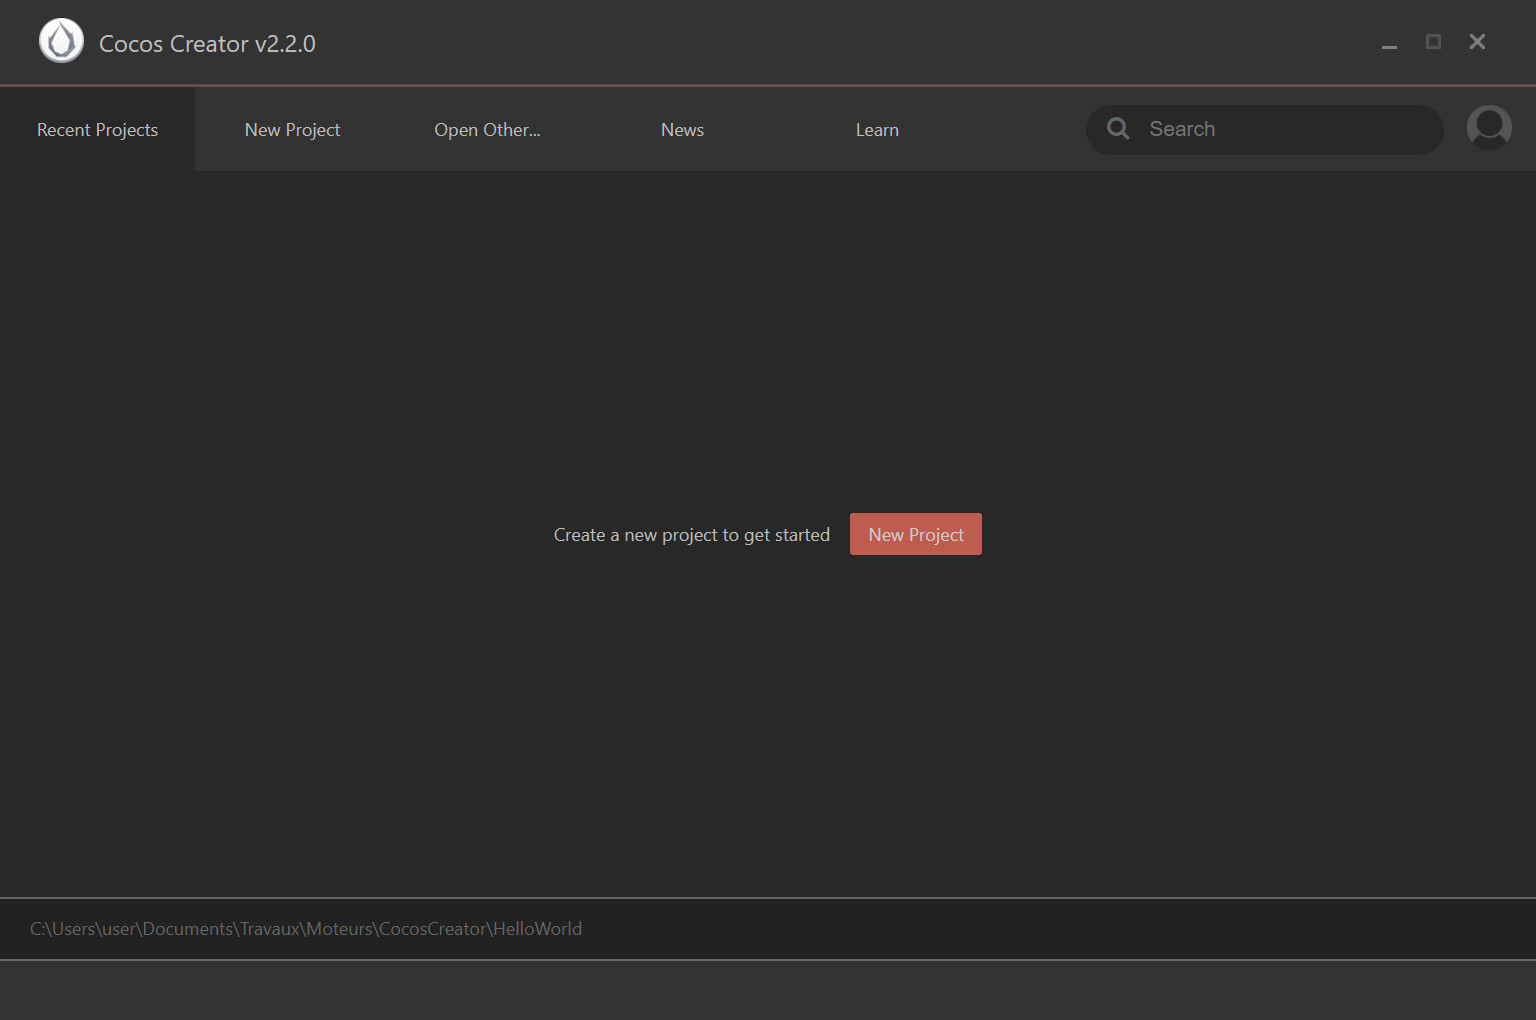 Cocos Creator v2.2.0
Recent Projects
New Project
Open Other...
News
Learn
Search
Create a new project to get started
New Project
C:\Users\user\Documents\Travaux\Moteurs\CocosCreator\HelloWorld